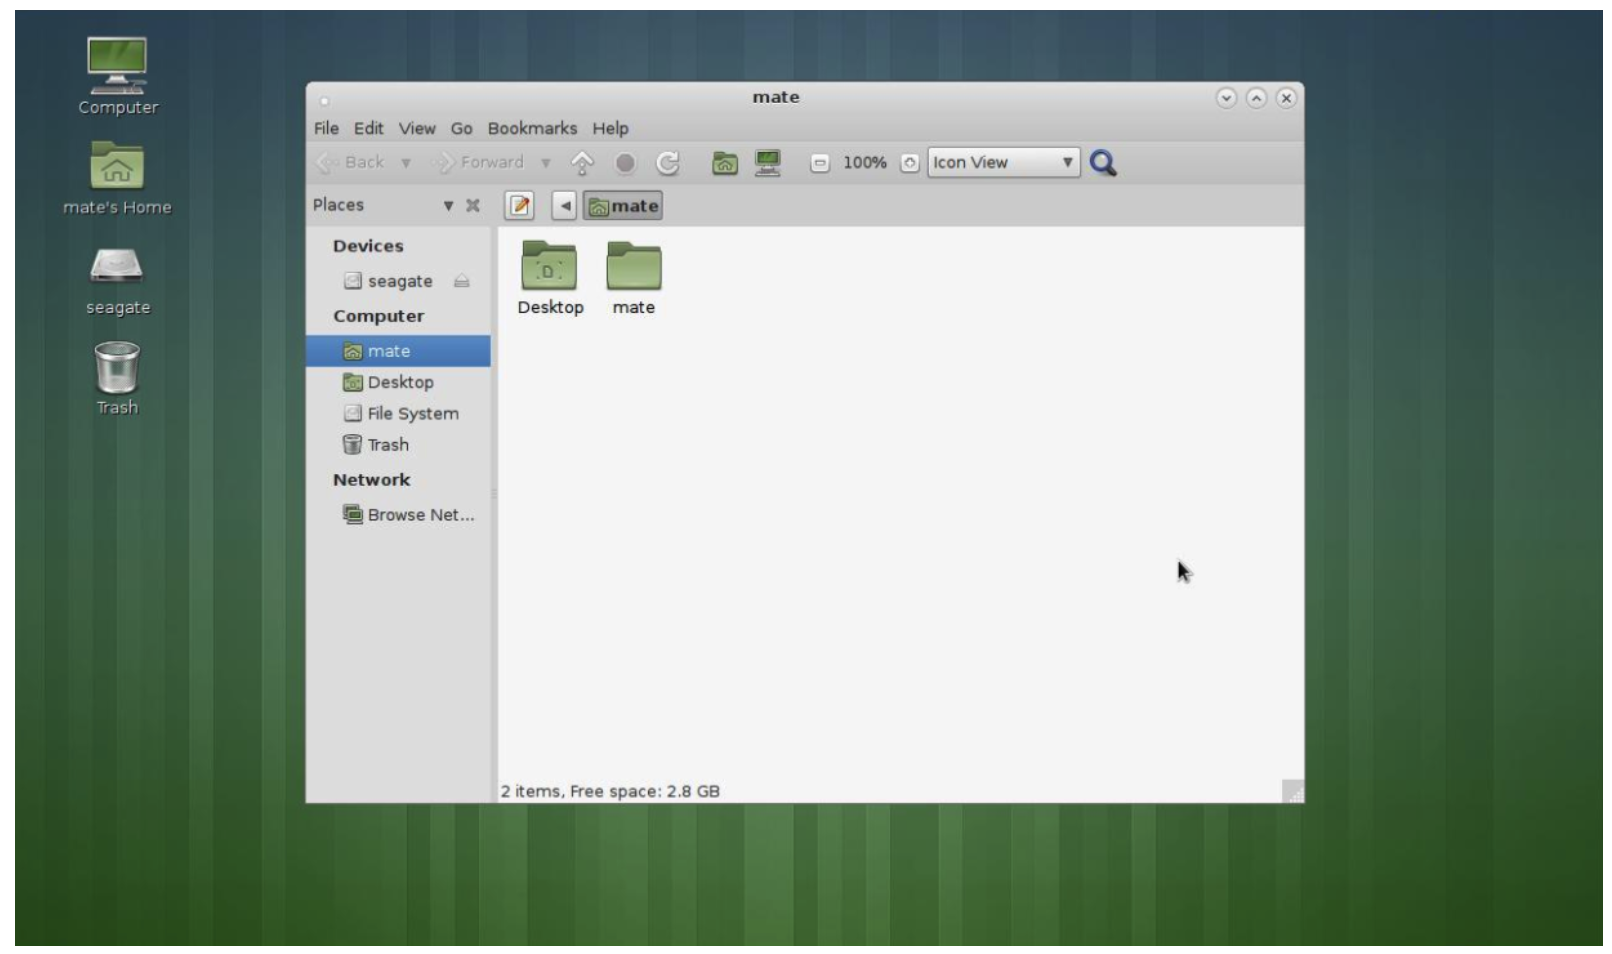 Computer
mate's Home
seagate
Trash
mate
File Edit View Go Bookmarks Help
Back Forward 100% Icon View
Places mate
Devices
seagate
Computer
mate
Desktop
File System
Trash
Network
Browse Net...
Desktop mate
2 items, Free space: 2.8 GB